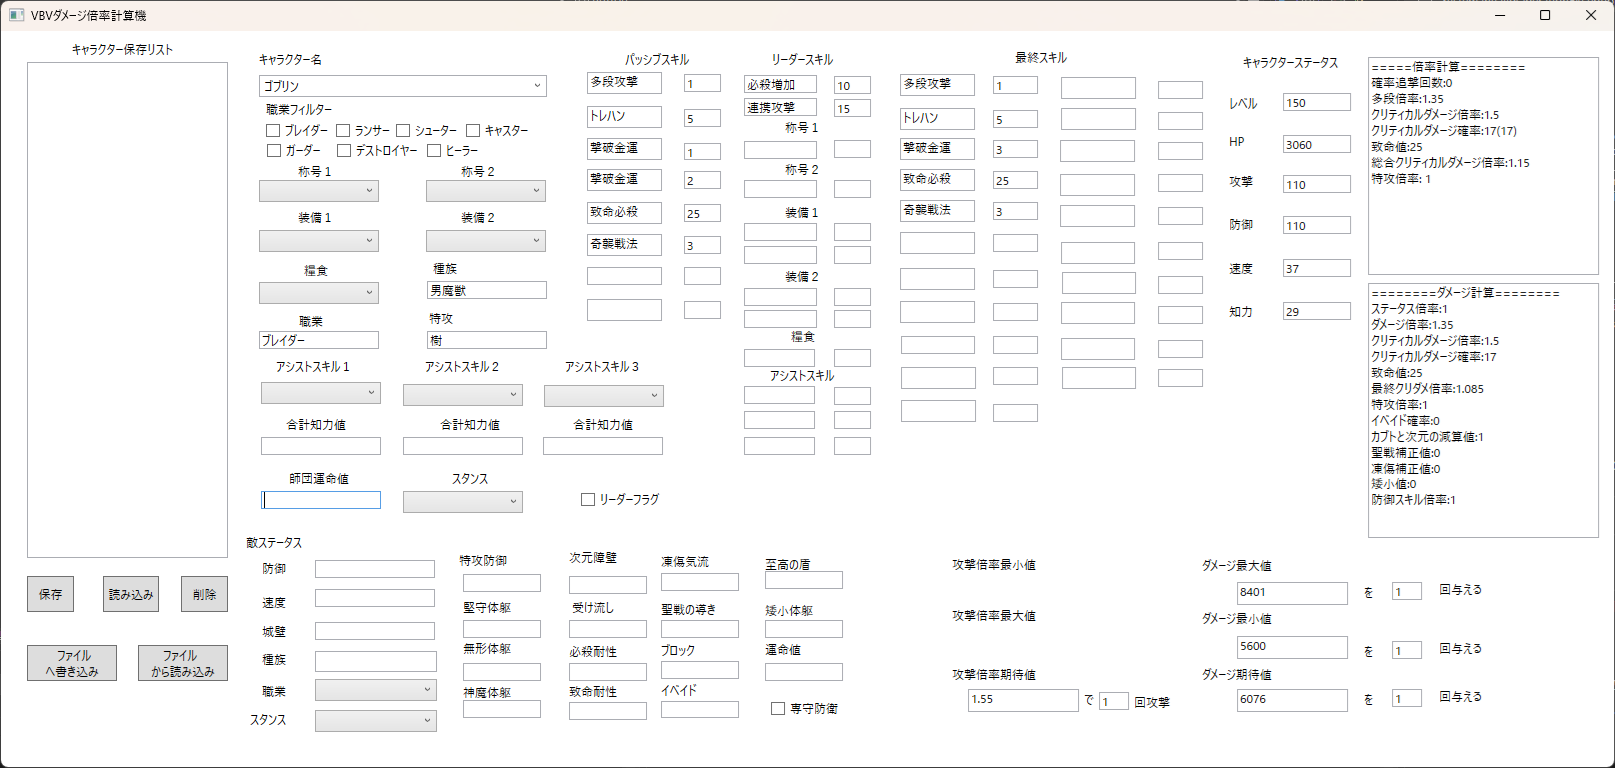 VBVダメージ倍率計算機
キャラクター保存リスト
保存
読み込み
削除
ファイル
へ書き込み
ファイル
から読み込み
キャラクター名
ゴブリン
職業フィルター
ブレイダー ランサー シューター キャスター
ガーダー デストロイヤー ヒーラー
称号1 称号2
装備1 装備2
糧食 種族
男魔獣
職業 特攻
ブレイダー 樹
アシストスキル1 アシストスキル2 アシストスキル3
合計知力値 合計知力値 合計知力値
師団運命値 スタンス
リーダーフラグ
パッシブスキル
多段攻撃 1
トレハン 5
撃破金運 1
撃破金運 2
致命必殺 25
奇襲戦法 3
リーダースキル
必殺増加 10
連携攻撃 15
称号1
称号2
装備1
装備2
糧食
アシストスキル
最終スキル
多段攻撃 1
トレハン 5
撃破金運 3
致命必殺 25
奇襲戦法 3
キャラクターステータス
レベル 150
HP 3060
攻撃 110
防御 110
速度 37
知力 29
=====倍率計算========
確率追撃回数:0
多段倍率:1.35
クリティカルダメージ倍率:1.5
クリティカルダメージ確率:17(17)
致命値:25
総合クリティカルダメージ倍率:1.15
特攻倍率: 1
========ダメージ計算========
ステータス倍率:1
ダメージ倍率:1.35
クリティカルダメージ倍率:1.5
クリティカルダメージ確率:17
致命値:25
最終クリダメ倍率:1.085
特攻倍率:1
イベイド確率:0
カブトと次元の減算値:1
聖戦補正値:0
凍傷補正値:0
矮小値:0
防御スキル倍率:1
敵ステータス
防御
速度
城壁
種族
職業
スタンス
特攻防御 次元障壁 凍傷気流 至高の盾
堅守体躯 受け流し 聖戦の導き 矮小体躯
無形体躯 必殺耐性 ブロック 運命値
神魔体躯 致命耐性 イベイド
専守防衛
攻撃倍率最小値
攻撃倍率最大値
攻撃倍率期待値
1.55 で 1 回攻撃
ダメージ最大値
8401 を 1 回与える
ダメージ最小値
5600 を 1 回与える
ダメージ期待値
6076 を 1 回与える